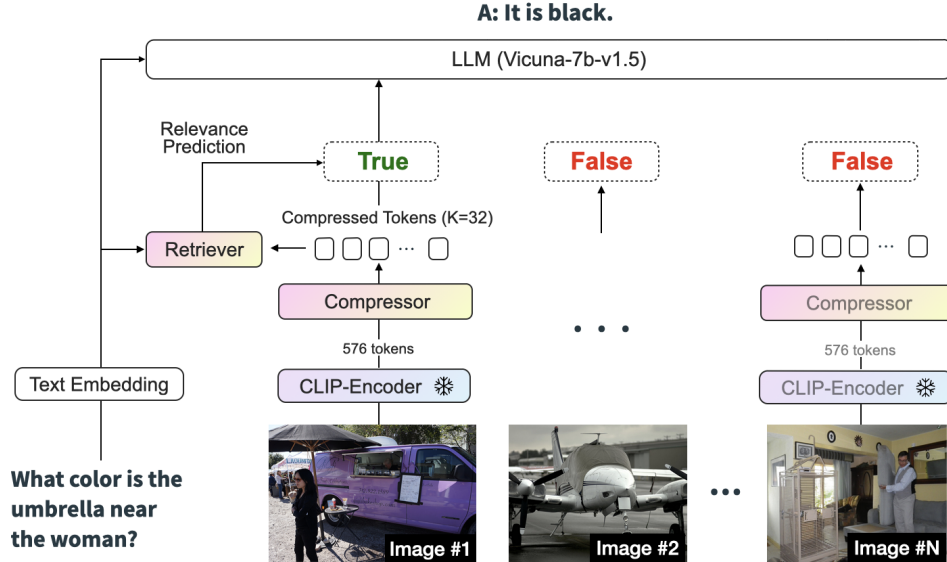 A: It is black.
LLM (Vicuna-7b-v1.5)
Relevance
Prediction
True
False
False
Compressed Tokens (K=32)
Retriever
...
...
Compressor
Compressor
...
576 tokens
576 tokens
Text Embedding
CLIP-Encoder
CLIP-Encoder
What color is the
umbrella near
the woman?
...
Image #1
Image #2
Image #N